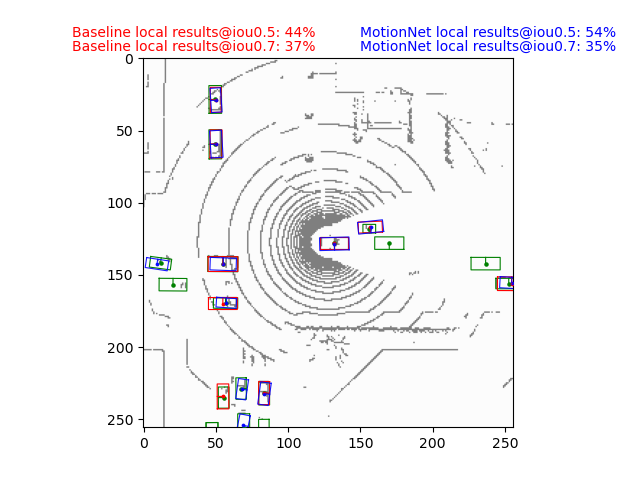 Baseline local results@iou0.5: 44% MotionNet local results@iou0.5: 54%
Baseline local results@iou0.7: 37% MotionNet local results@iou0.7: 35%
0
50
100
150
200
250
0 50 100 150 200 250